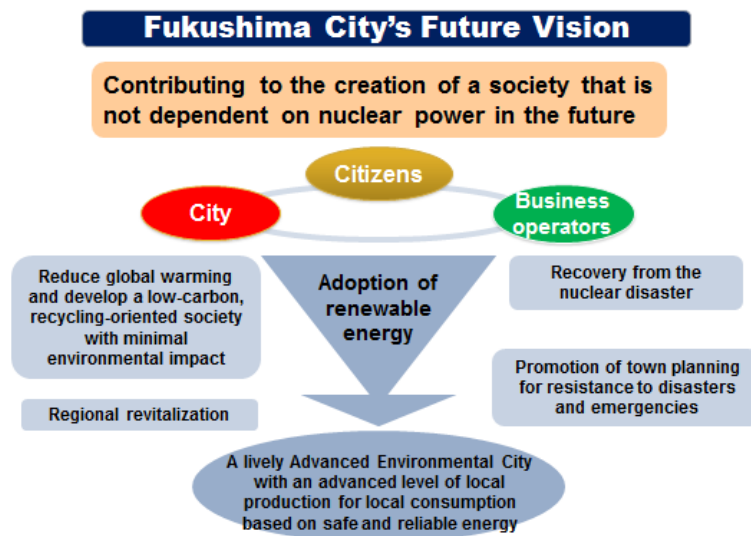 Fukushima City's Future Vision
Contributing to the creation of a society that is
not dependent on nuclear power in the future
Citizens
City
Business
operators
Reduce global warming
and develop a low-carbon,
recycling-oriented society
with minimal
environmental impact
Adoption of
renewable
energy
Recovery from the
nuclear disaster
Regional revitalization
Promotion of town planning
for resistance to disasters
and emergencies
A lively Advanced Environmental City
with an advanced level of local
production for local consumption
based on safe and reliable energy